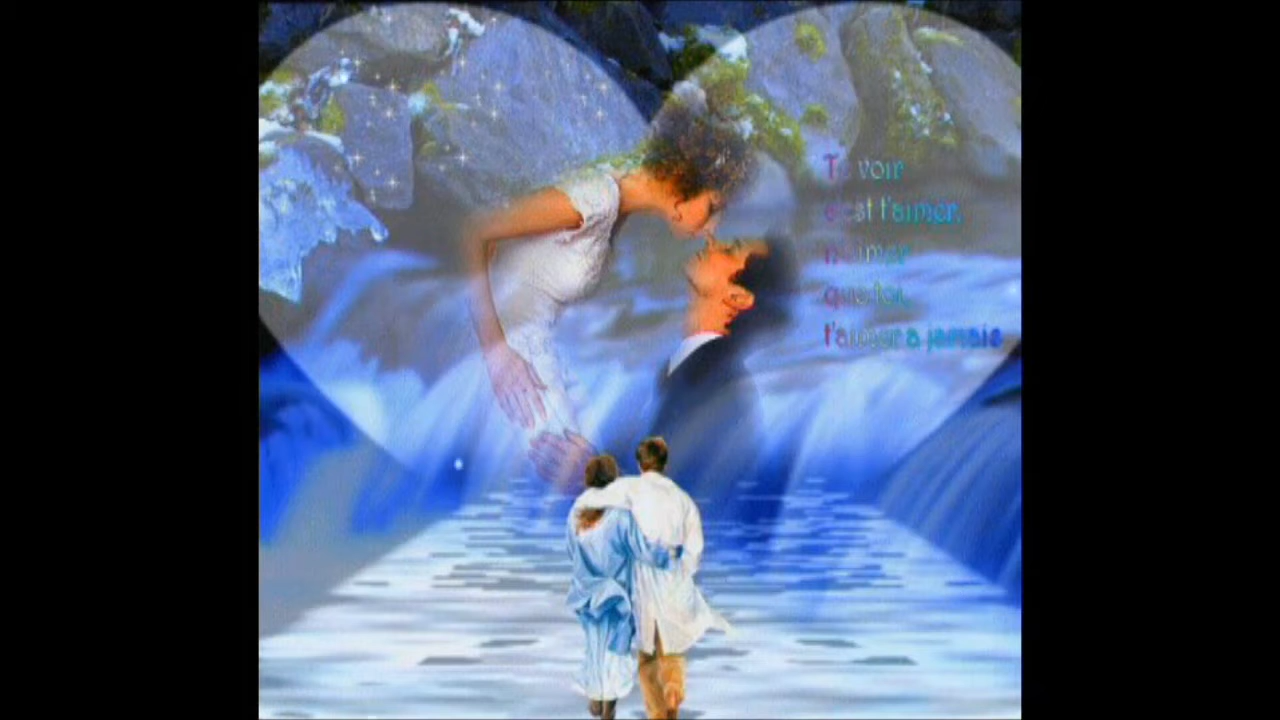 Te voir
c'est t'aimer,
n'aimer
que toi,
t'aimer a jamais